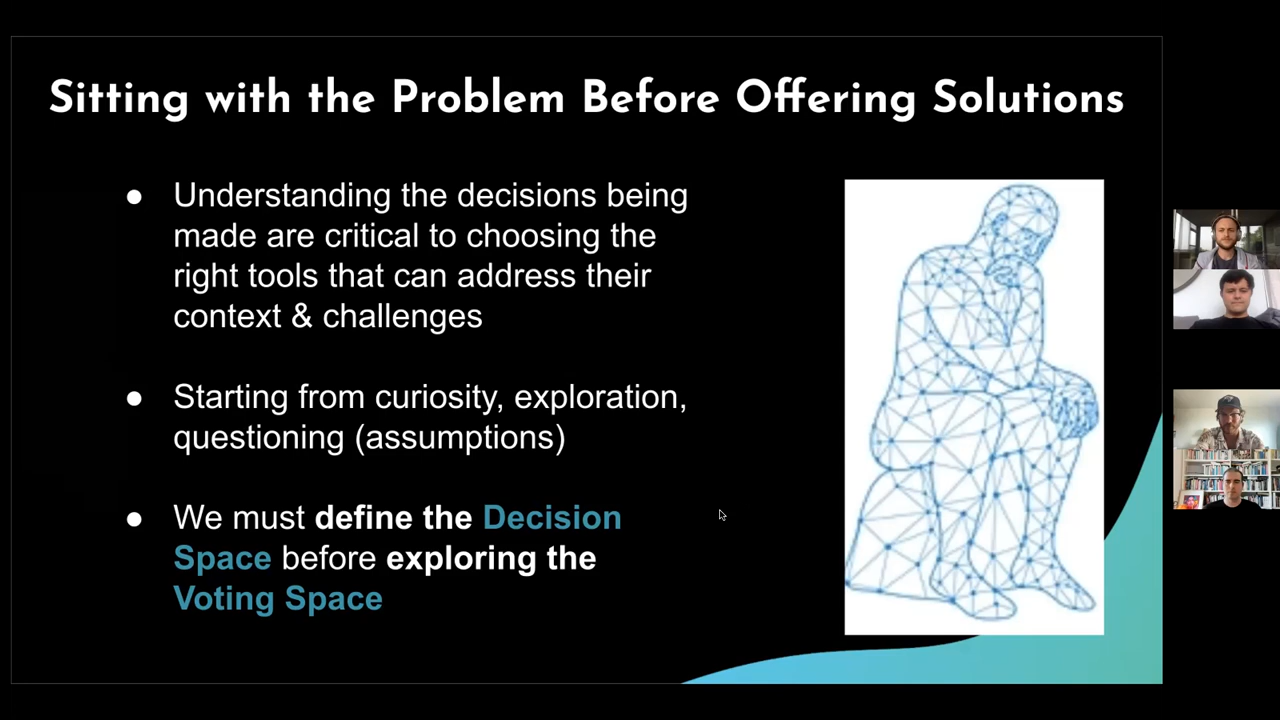 Sitting with the Problem Before Offering Solutions
● Understanding the decisions being
made are critical to choosing the
right tools that can address their
context & challenges
● Starting from curiosity, exploration,
questioning (assumptions)
● We must define the Decision
Space before exploring the
Voting Space